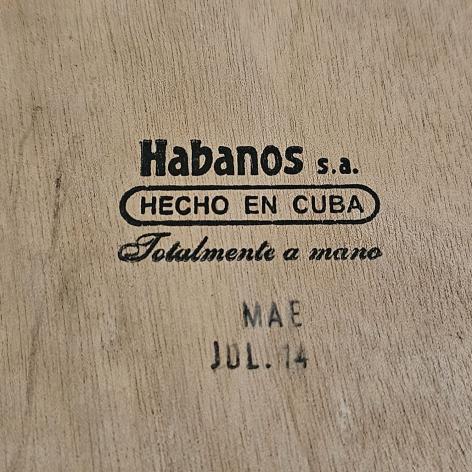 Habanos s.a.
HECHO EN CUBA
Totalmente a mano
MAE
JUL. 14